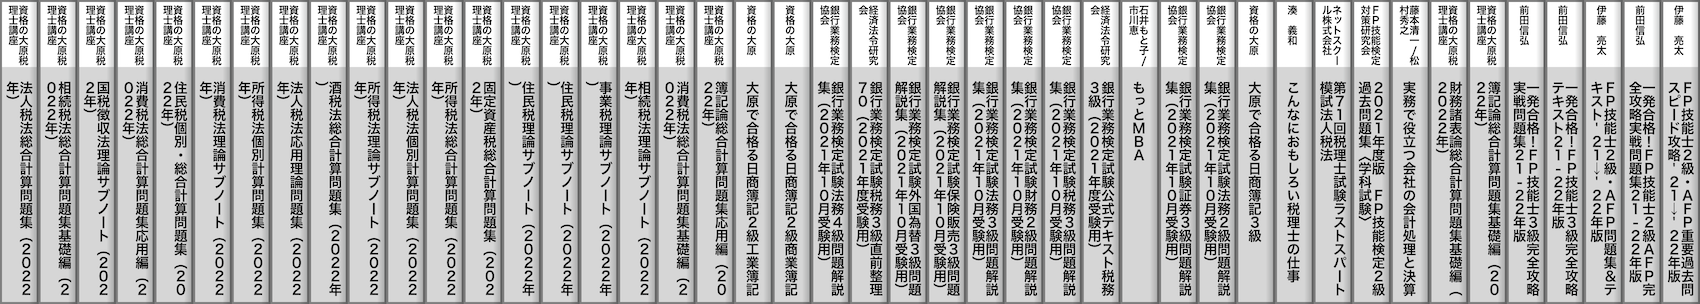 伊藤　亮太
ＦＰ技能士２級・ＡＦＰ重要過去問
スピード攻略’２１→’２２年版
前田信弘
一発合格！ＦＰ技能士２級ＡＦＰ完
全攻略実戦問題集２１-２２年版
伊藤　亮太
ＦＰ技能士２級・ＡＦＰ問題集＆テ
キスト’２１→’２２年版
前田信弘
一発合格！ＦＰ技能士３級完全攻略
テキスト２１-２２年版
前田信弘
一発合格！ＦＰ技能士３級完全攻略
実戦問題集２１-２２年版
資格の大原税
理士講座
簿記論総合計算問題集基礎編（２０
２２年）
資格の大原税
理士講座
財務諸表論総合計算問題集基礎編（
２０２２年）
藤本清一/松
村秀之
実務で役立つ会社の会計処理と決算
ＦＰ技能検定
対策研究会
２０２１年度版　ＦＰ技能検定２級
過去問題集（学科試験）
ネットスクー
ル株式会社
第７１回税理士試験ラストスパート
模試法人税法
湊　義和
こんなにおもしろい税理士の仕事
資格の大原
大原で合格る日商簿記３級
銀行業務検定
協会
銀行業務検定試験法務２級問題解説
集（２０２１年１０月受験用）
銀行業務検定
協会
銀行業務検定試験証券３級問題解説
集（２０２１年１０月受験用）
石井もと子/
市川恵
もっとＭＢＡ
経済法令研究
会
銀行業務検定試験公式テキスト税務
３級（２０２１年度受験用）
銀行業務検定
協会
銀行業務検定試験税務３級問題解説
集（２０２１年１０月受験用）
銀行業務検定
協会
銀行業務検定試験財務２級問題解説
集（２０２１年１０月受験用）
銀行業務検定
協会
銀行業務検定試験法務３級問題解説
集（２０２１年１０月受験用）
銀行業務検定
協会
銀行業務検定試験保険販売３級問題
解説集（２０２１年１０月受験用）
銀行業務検定
協会
銀行業務検定試験外国為替３級問題
解説集（２０２１年１０月受験用）
経済法令研究
会
銀行業務検定試験税務３級直前整理
７０（２０２１年度受験用）
銀行業務検定
協会
銀行業務検定試験法務４級問題解説
集（２０２１年１０月受験用）
資格の大原
大原で合格る日商簿記２級商業簿記
資格の大原
大原で合格る日商簿記２級工業簿記
資格の大原税
理士講座
簿記論総合計算問題集応用編（２０
２２年）
資格の大原税
理士講座
消費税法総合計算問題集基礎編（２
０２２年）
資格の大原税
理士講座
相続税法理論サブノート（２０２２
年）
資格の大原税
理士講座
事業税理論サブノート（２０２２年
）
資格の大原税
理士講座
住民税理論サブノート（２０２２年
）
資格の大原税
理士講座
住民税理論サブノート（２０２２年
）
資格の大原税
理士講座
固定資産税総合計算問題集（２０２
２年）
資格の大原税
理士講座
所得税法個別計算問題集（２０２２
年）
資格の大原税
理士講座
法人税法個別計算問題集（２０２２
年）
資格の大原税
理士講座
所得税法理論サブノート（２０２２
年）
資格の大原税
理士講座
酒税法総合計算問題集（２０２２年
）
資格の大原税
理士講座
法人税法応用理論問題集（２０２２
年）
資格の大原税
理士講座
所得税法個別計算問題集（２０２２
年）
資格の大原税
理士講座
消費税法理論サブノート（２０２２
年）
資格の大原税
理士講座
住民税個別・総合計算問題集（２０
２２年）
資格の大原税
理士講座
消費税法総合計算問題集応用編（２
０２２年）
資格の大原税
理士講座
国税徴収法理論サブノート（２０２
２年）
資格の大原税
理士講座
相続税法総合計算問題集基礎編（２
０２２年）
資格の大原税
理士講座
法人税法総合計算問題集（２０２２
年）